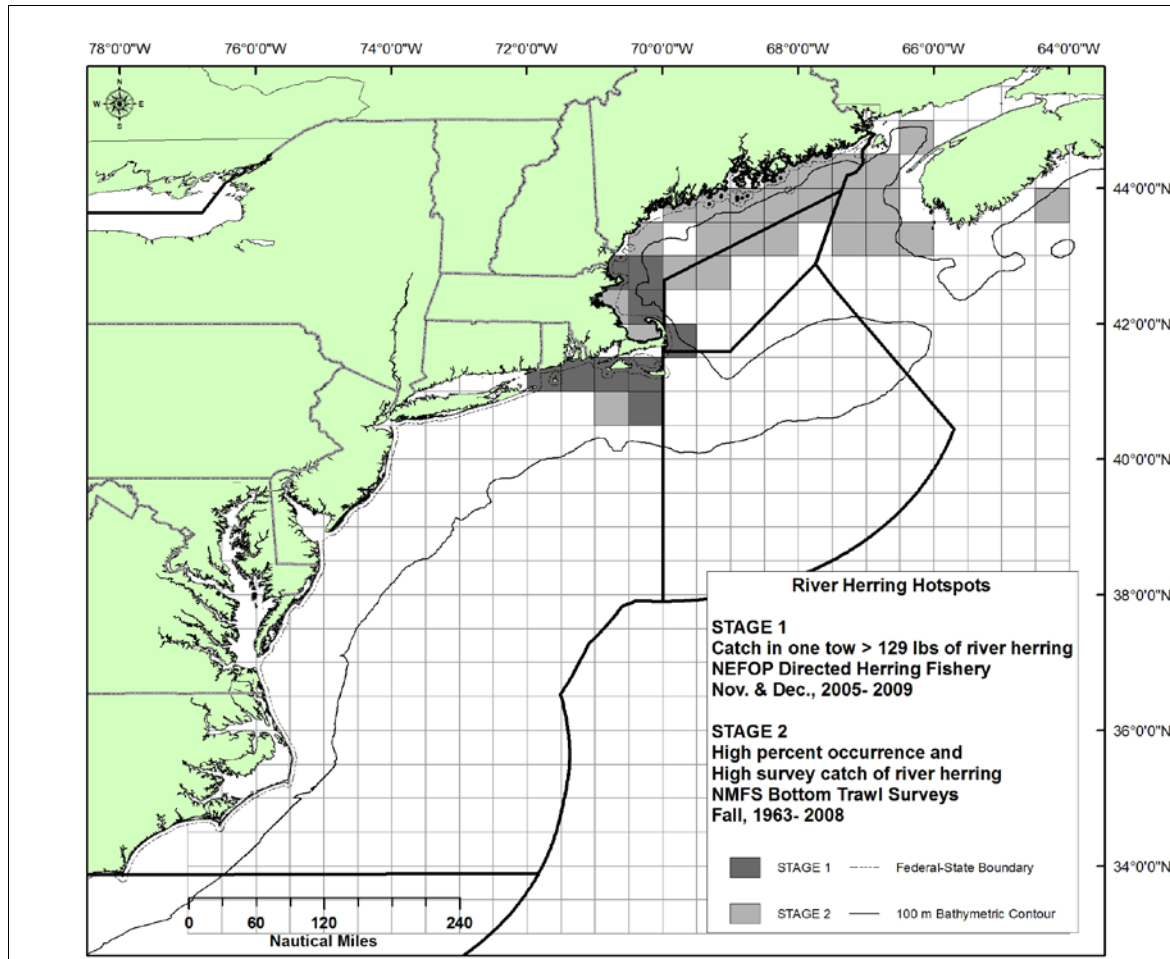 78°0'0"W 76°0'0"W 74°0'0"W 72°0'0"W 70°0'0"W 68°0'0"W 66°0'0"W 64°0'0"W
N
W E
S
44°0'0"N
42°0'0"N
40°0'0"N
38°0'0"N
River Herring Hotspots
STAGE 1
Catch in one tow > 129 lbs of river herring
NEFOP Directed Herring Fishery
Nov. & Dec., 2005- 2009
36°0'0"N
STAGE 2
High percent occurrence and
High survey catch of river herring
NMFS Bottom Trawl Surveys
Fall, 1963- 2008
34°0'0"N
STAGE 1 Federal-State Boundary
STAGE 2 100 m Bathymetric Contour
0 60 120 240
Nautical Miles